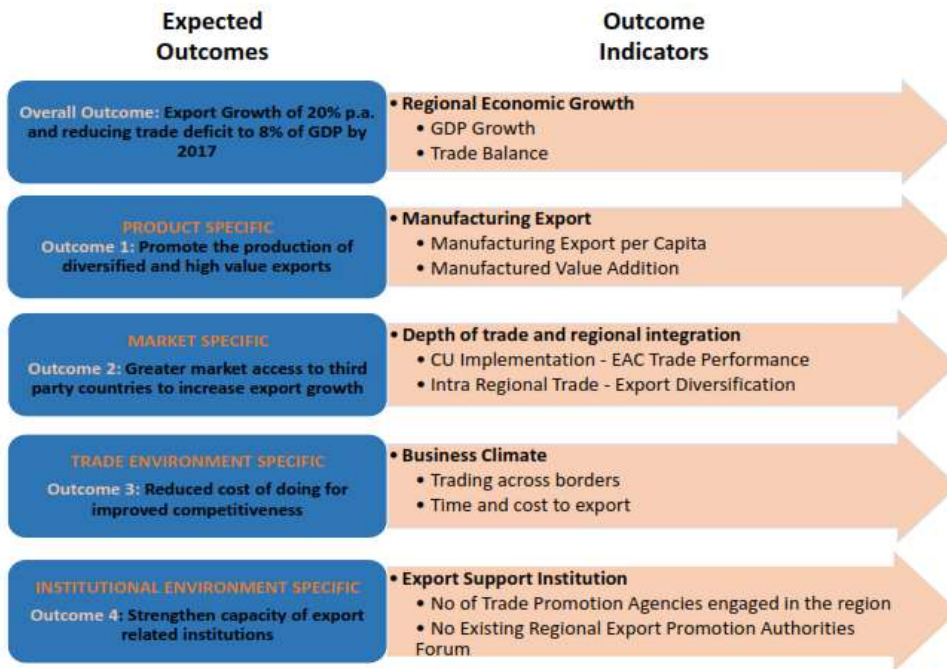 Expected
Outcomes
Outcome
Indicators
Overall Outcome: Export Growth of 20% p.a.
and reducing trade deficit to 8% of GDP by
2017
• Regional Economic Growth
• GDP Growth
• Trade Balance
PRODUCT SPECIFIC
Outcome 1: Promote the production of
diversified and high value exports
• Manufacturing Export
• Manufacturing Export per Capita
• Manufactured Value Addition
MARKET SPECIFIC
Outcome 2: Greater market access to third
party countries to increase export growth
• Depth of trade and regional integration
• CU Implementation - EAC Trade Performance
• Intra Regional Trade - Export Diversification
TRADE ENVIRONMENT SPECIFIC
Outcome 3: Reduced cost of doing for
improved competitiveness
• Business Climate
• Trading across borders
• Time and cost to export
INSTITUTIONAL ENVIRONMENT SPECIFIC
Outcome 4: Strengthen capacity of export
related institutions
• Export Support Institution
• No of Trade Promotion Agencies engaged in the region
• No Existing Regional Export Promotion Authorities
Forum